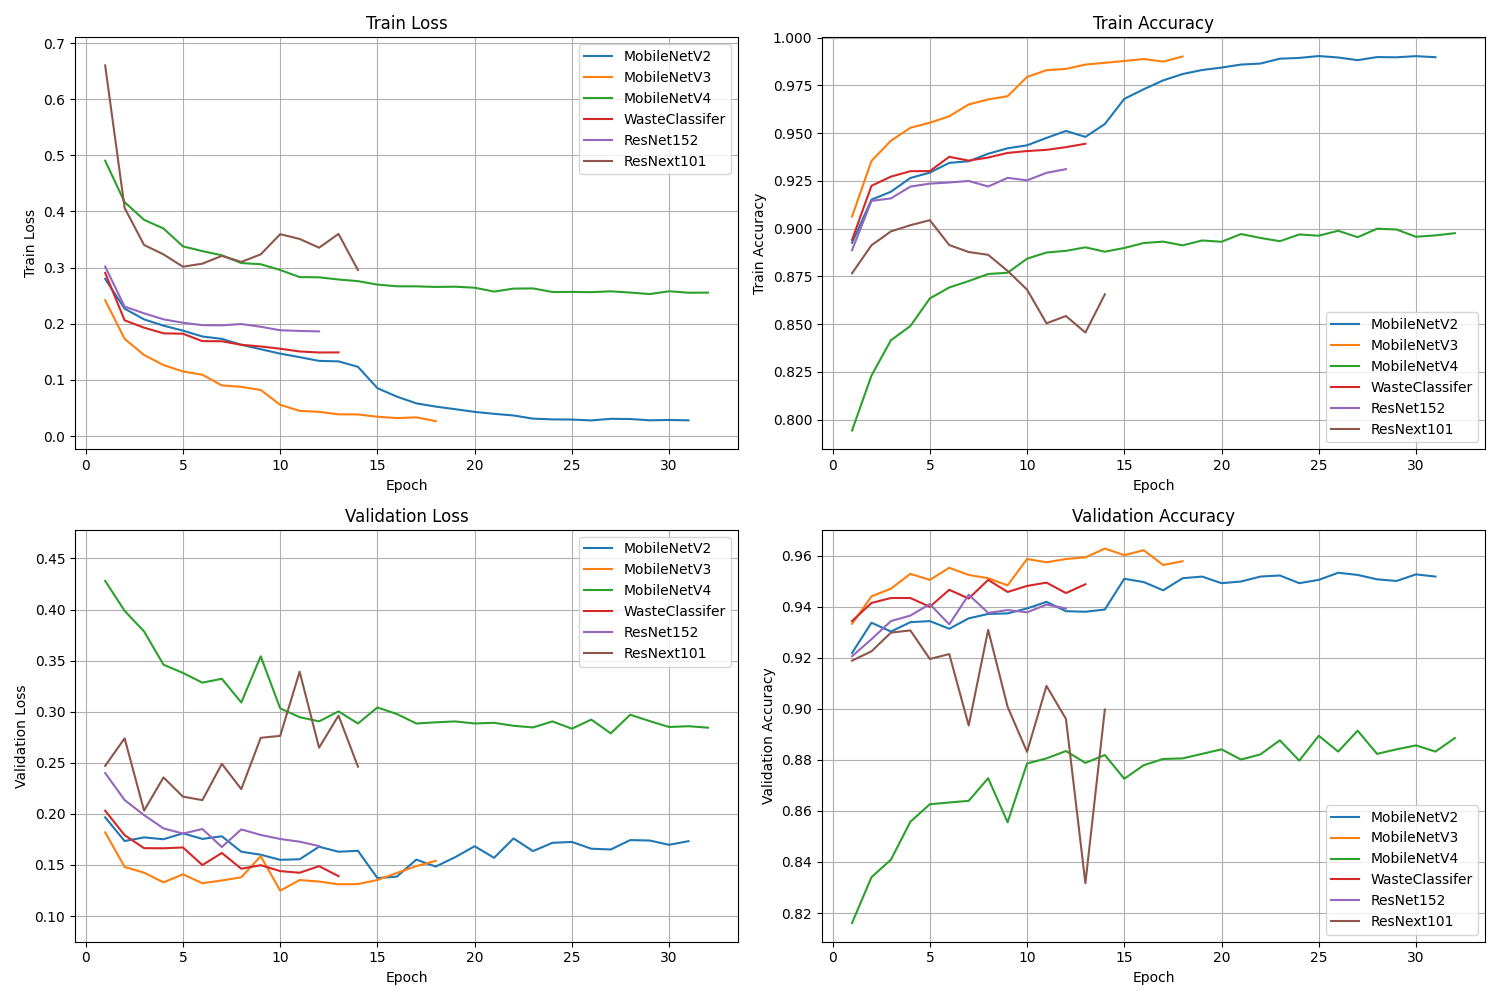 Train Loss
Train Loss
0.7
0.6
0.5
0.4
0.3
0.2
0.1
0.0
0 5 10 15 20 25 30
Epoch
MobileNetV2
MobileNetV3
MobileNetV4
WasteClassifer
ResNet152
ResNext101
Train Accuracy
Train Accuracy
1.000
0.975
0.950
0.925
0.900
0.875
0.850
0.825
0.800
0 5 10 15 20 25 30
Epoch
MobileNetV2
MobileNetV3
MobileNetV4
WasteClassifer
ResNet152
ResNext101
Validation Loss
Validation Loss
0.45
0.40
0.35
0.30
0.25
0.20
0.15
0.10
0 5 10 15 20 25 30
Epoch
MobileNetV2
MobileNetV3
MobileNetV4
WasteClassifer
ResNet152
ResNext101
Validation Accuracy
Validation Accuracy
0.96
0.94
0.92
0.90
0.88
0.86
0.84
0.82
0 5 10 15 20 25 30
Epoch
MobileNetV2
MobileNetV3
MobileNetV4
WasteClassifer
ResNet152
ResNext101